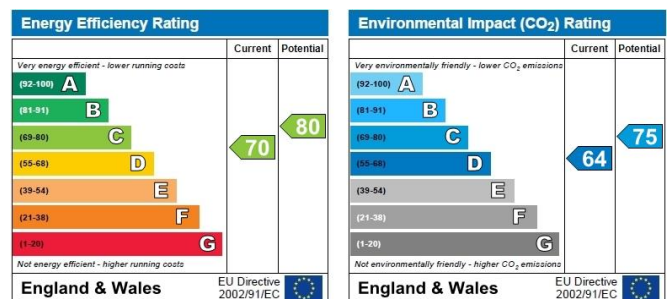 Energy Efficiency Rating
Current Potential
Very energy efficient - lower running costs
(92-100) A
(81-91) B
(69-80) C
(55-68) D
(39-54) E
(21-38) F
(1-20) G
70
80
Not energy efficient - higher running costs
England & Wales
EU Directive
2002/91/EC
Environmental Impact (CO₂) Rating
Current Potential
Very environmentally friendly - lower CO₂ emissions
(92-100) A
(81-91) B
(69-80) C
(55-68) D
(39-54) E
(21-38) F
(1-20) G
64
75
Not environmentally friendly - higher CO₂ emissions
England & Wales
EU Directive
2002/91/EC